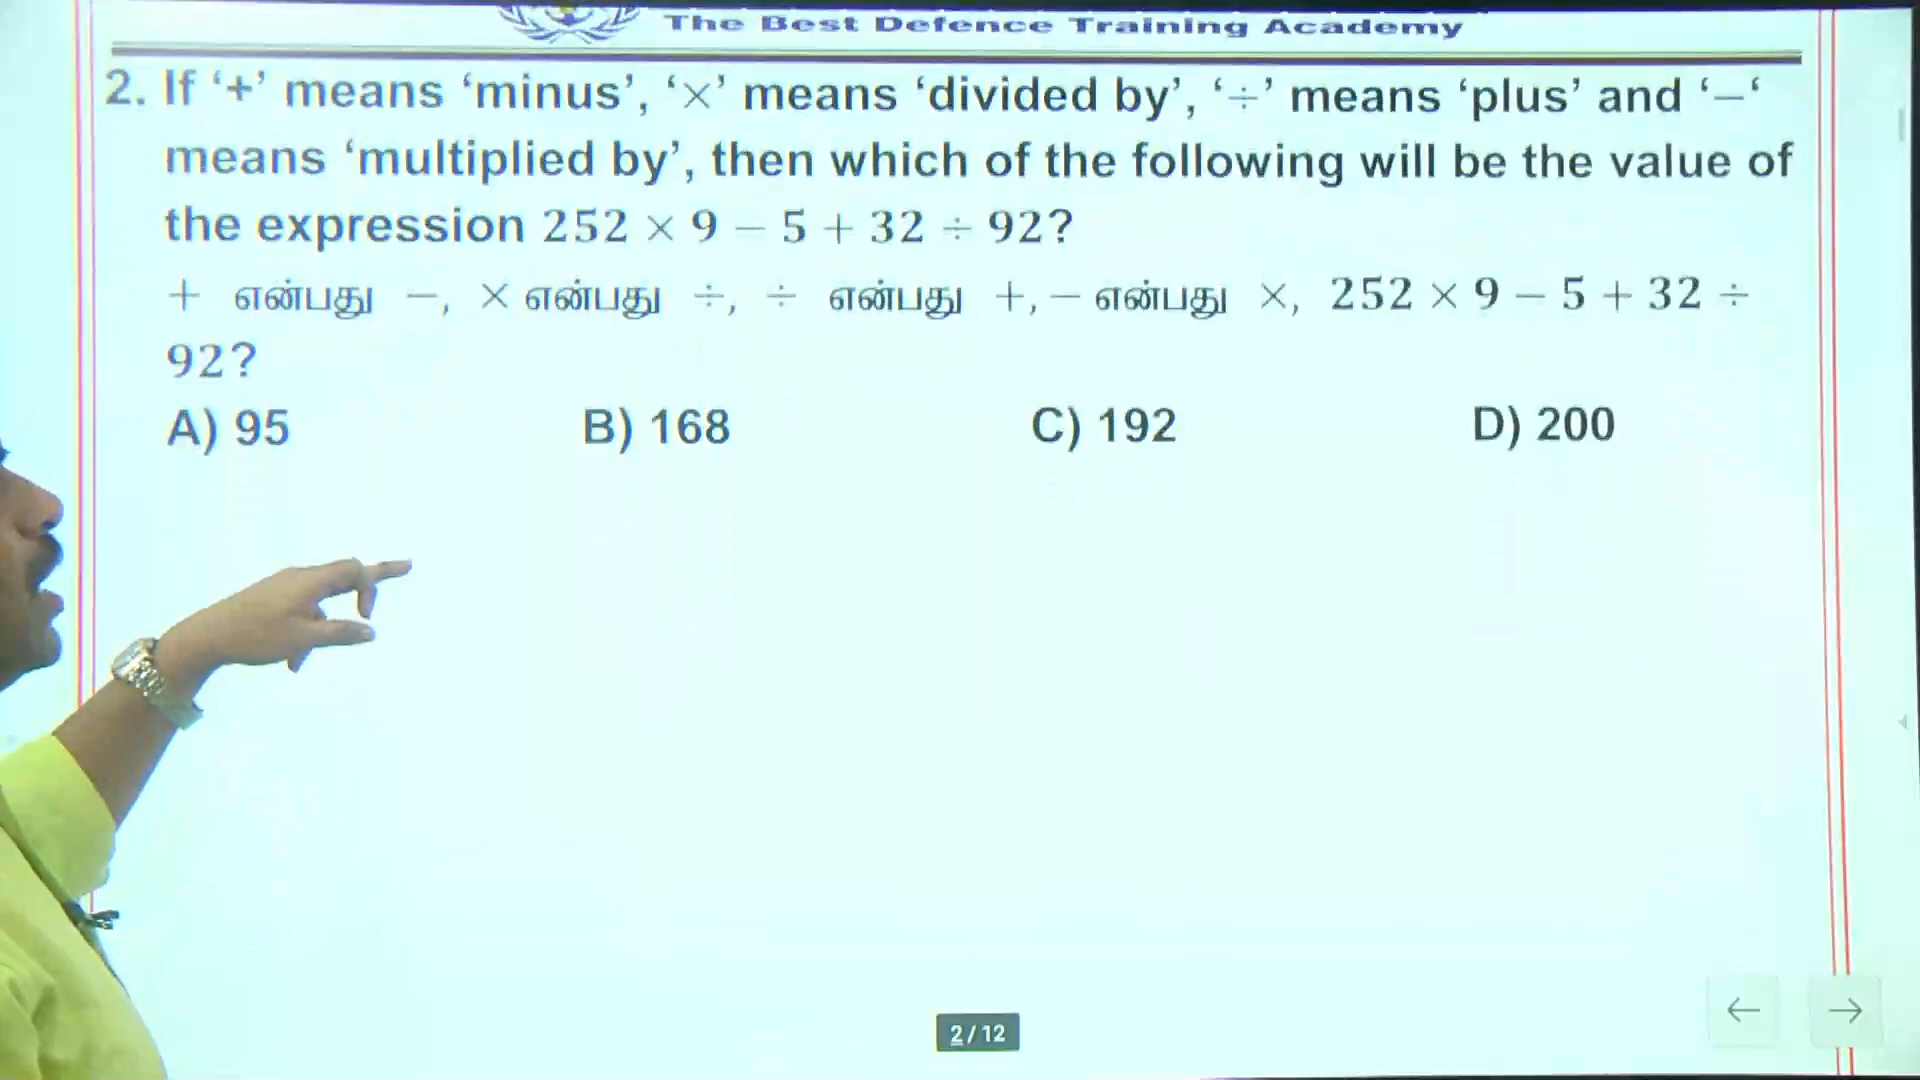 The Best Defence Training Academy
2. If ‘+’ means ‘minus’, ‘×’ means ‘divided by’, ‘÷’ means ‘plus’ and ‘–‘
means ‘multiplied by’, then which of the following will be the value of
the expression 252 × 9 − 5 + 32 ÷ 92?
+ என்பது −, × என்பது ÷, ÷ என்பது +, − என்பது ×, 252 × 9 − 5 + 32 ÷
92?
A) 95 B) 168 C) 192 D) 200
2 / 12